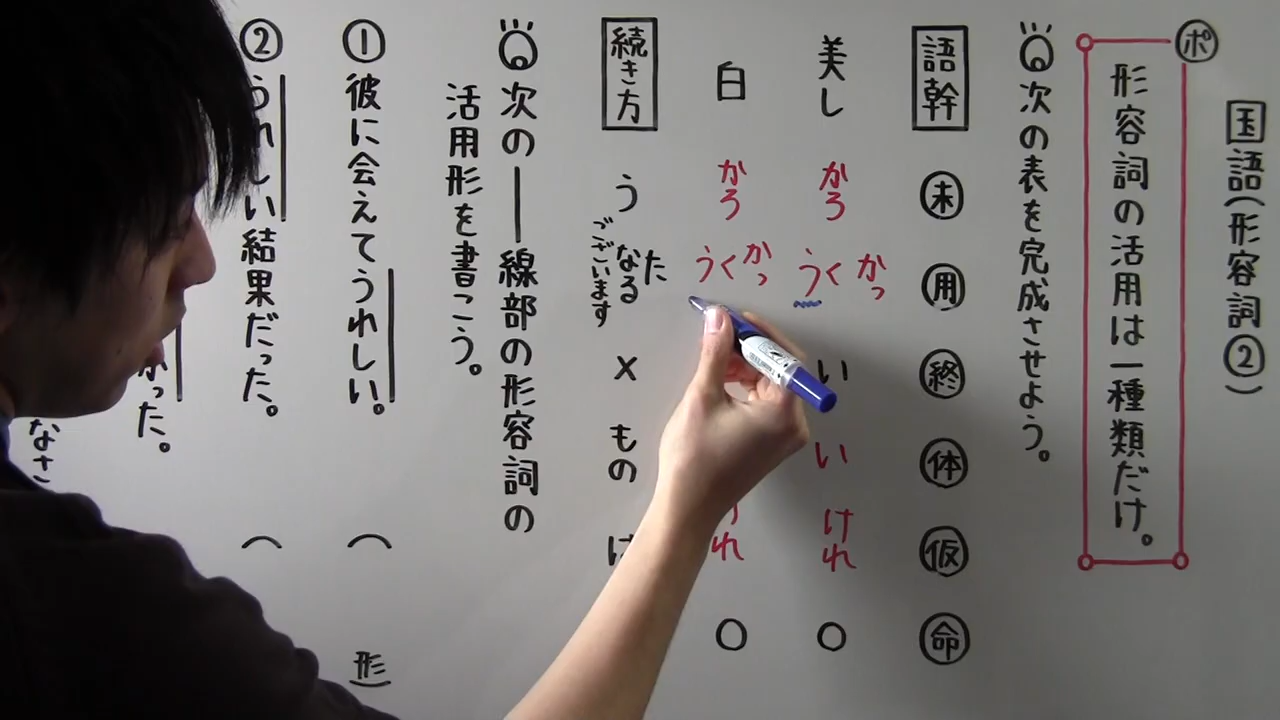 国語(形容詞②)
ポ
形容詞の活用は一種類だけ。
Q次の表を完成させよう。
語幹 未 用 終 体 仮 命
美し かろ かっ く う い い けれ ○
白 かろ かっ く う れ ○
続き方 う た なる ございます × もの
Q次の―線部の形容詞の
活用形を書こう。
①彼に会えてうれしい。( 形)
②うれしい結果だった。(
かった。
なさ